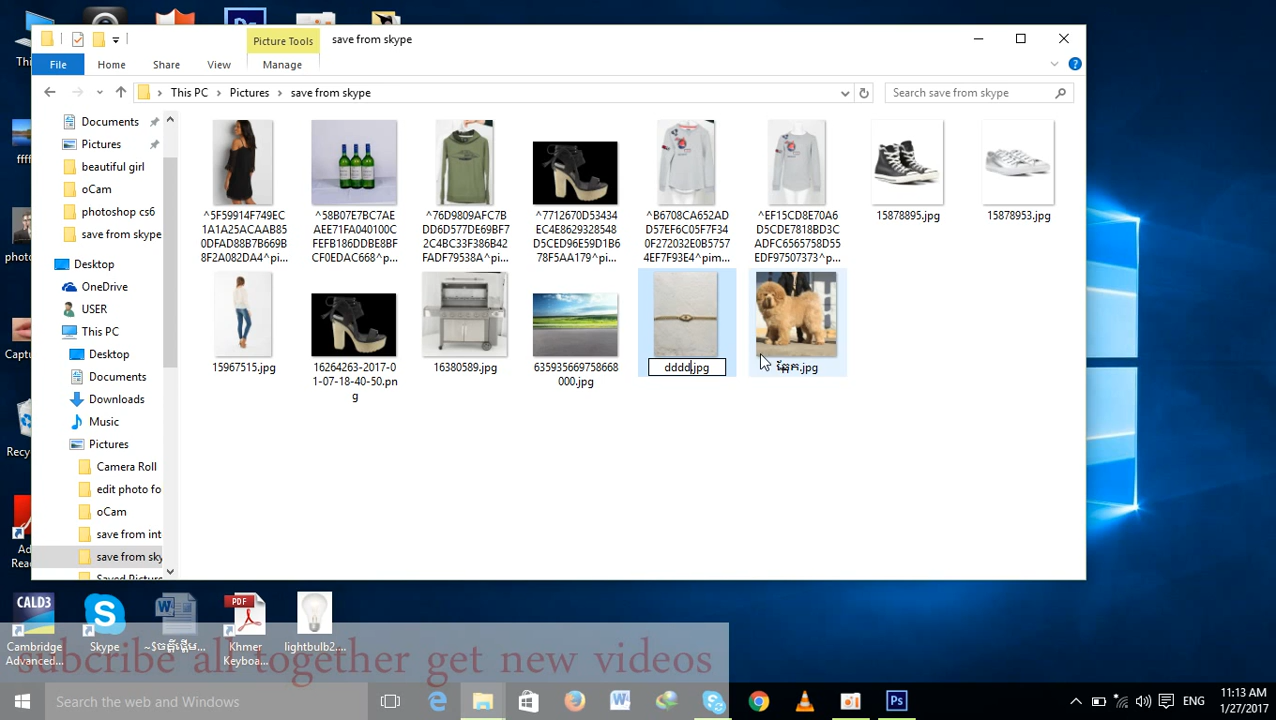 Picture Tools
save from skype
File
Home
Share
View
Manage
This PC
Pictures
save from skype
Search save from skype
Documents
Pictures
beautiful girl
oCam
photoshop cs6
save from skype
Desktop
OneDrive
USER
This PC
Desktop
Documents
Downloads
Music
Pictures
Camera Roll
edit photo fo
oCam
save from int
save from sky
^5F59914F749EC
1A1A25ACAAB85
0DFAD88B7B669B
8F2A082DA4^pi...
^58B07E7BC7AE
AEE71FA040100C
FEFB186DDBE8BF
CF0EDAC668^p...
^76D9809AFC7B
DD6D577DE69BF7
2C4BC33F386B42
FADF79538A^p...
^7712670D53434
EC4E8629328548
D5CED96E59D1B6
78F5AA179^pi...
^B6708CA652AD
D57EF6C05F7F34
0F272032E0B5757
4EF7F93E4^pim...
^EF15CD8E70A6
D5CDE7818BD3C
ADFC6565758D55
EDF97507373^p...
15878895.jpg
15878953.jpg
15967515.jpg
16264263-2017-0
1-07-18-40-50.pn
g
16380589.jpg
635935669758668
000.jpg
dddd.jpg
ឆ្កែ.jpg
Cambridge
Advanced...
Skype
Khmer
Keyboa...
lightbulb2....
CALD3
PDF
subcribe all together get new videos
Search the web and Windows
ENG
11:13 AM
1/27/2017